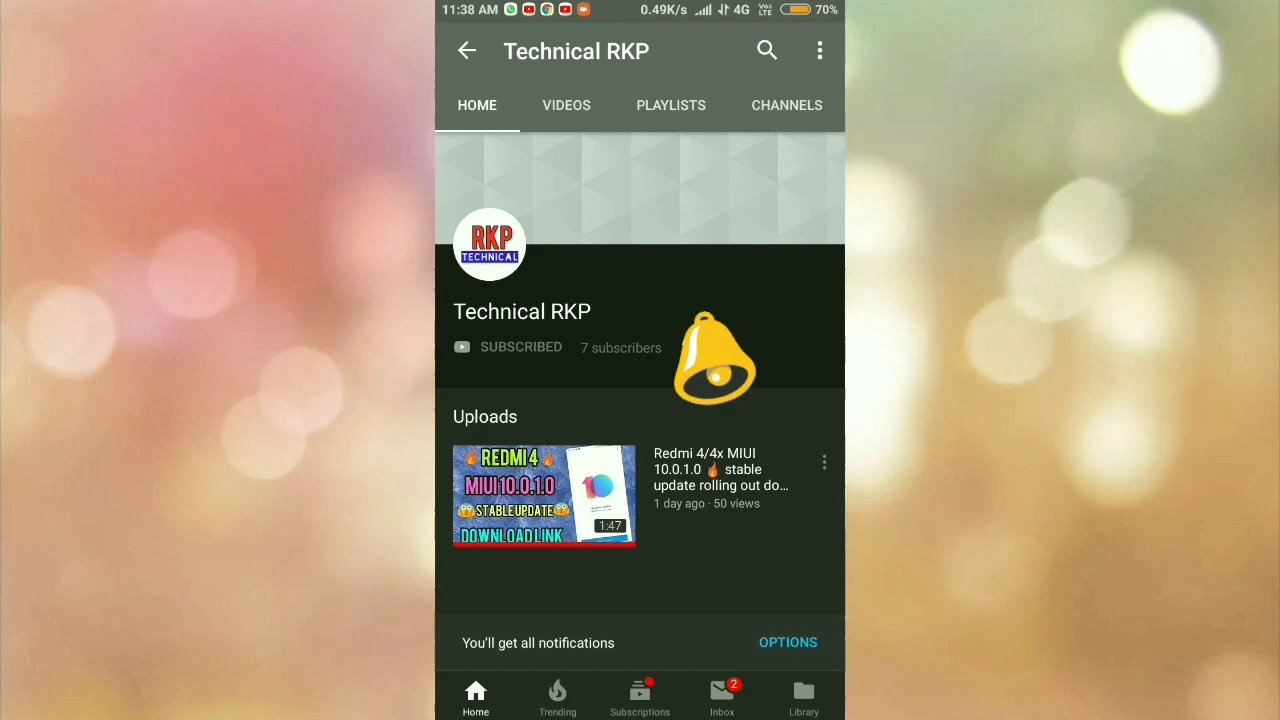 11:38 AM 0.49K/s 4G Vo LTE 70%
Technical RKP
HOME VIDEOS PLAYLISTS CHANNELS
RKP
TECHNICAL
Technical RKP
SUBSCRIBED 7 subscribers
Uploads
REDMI 4
MIUI 10.0.1.0
STABLE UPDATE
DOWNLOAD LINK
1:47
Redmi 4/4x MIUI
10.0.1.0 🔥 stable
update rolling out do...
1 day ago · 50 views
You'll get all notifications OPTIONS
2
Home Trending Subscriptions Inbox Library